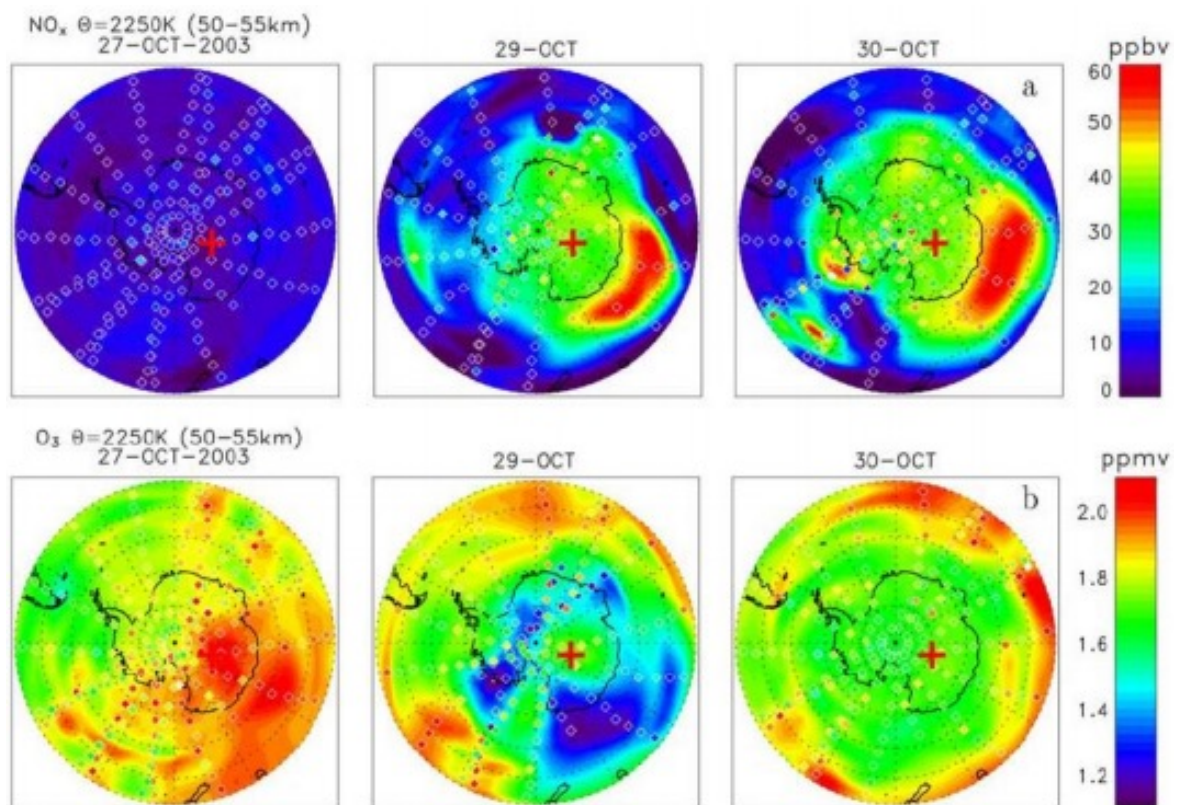 NOₓ Θ=2250K (50−55km)
27−OCT−2003
29−OCT
30−OCT
ppbv
a
60
50
40
30
20
10
0
O₃ Θ=2250K (50−55km)
27−OCT−2003
29−OCT
30−OCT
ppmv
b
2.0
1.8
1.6
1.4
1.2